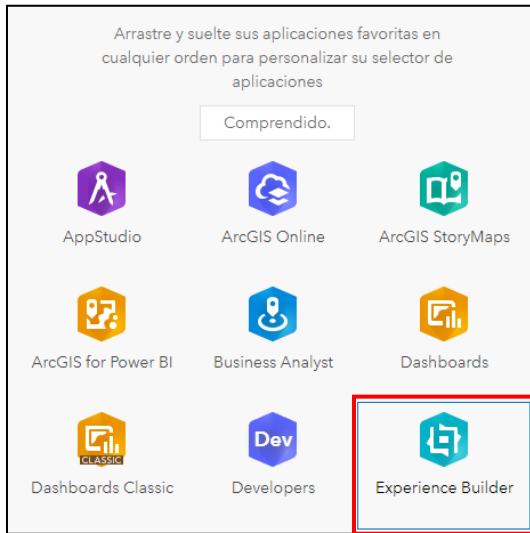 Arrastre y suelte sus aplicaciones favoritas en
cualquier orden para personalizar su selector de
aplicaciones
Comprendido.
AppStudio
ArcGIS Online
ArcGIS StoryMaps
ArcGIS for Power BI
Business Analyst
Dashboards
CLASSIC
Dev
Dashboards Classic
Developers
Experience Builder